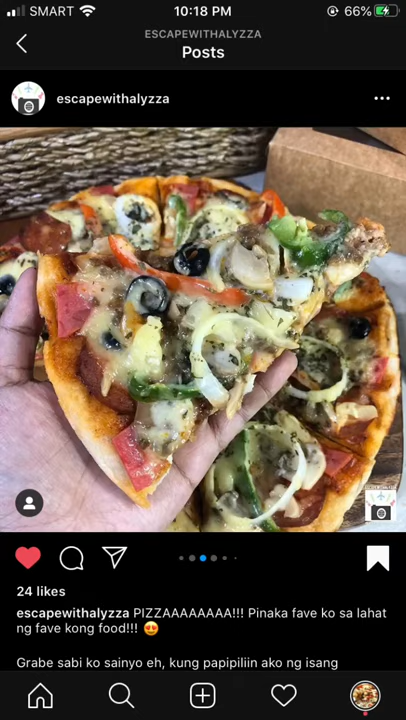 SMART
10:18 PM
66%
ESCAPEWITHALYZZA
Posts
escapewithalyzza
24 likes
escapewithalyzza PIZZAAAAAAAA!!! Pinaka fave ko sa lahat
ng fave kong food!!! 😍
Grabe sabi ko sainyo eh, kung papipiliin ako ng isang